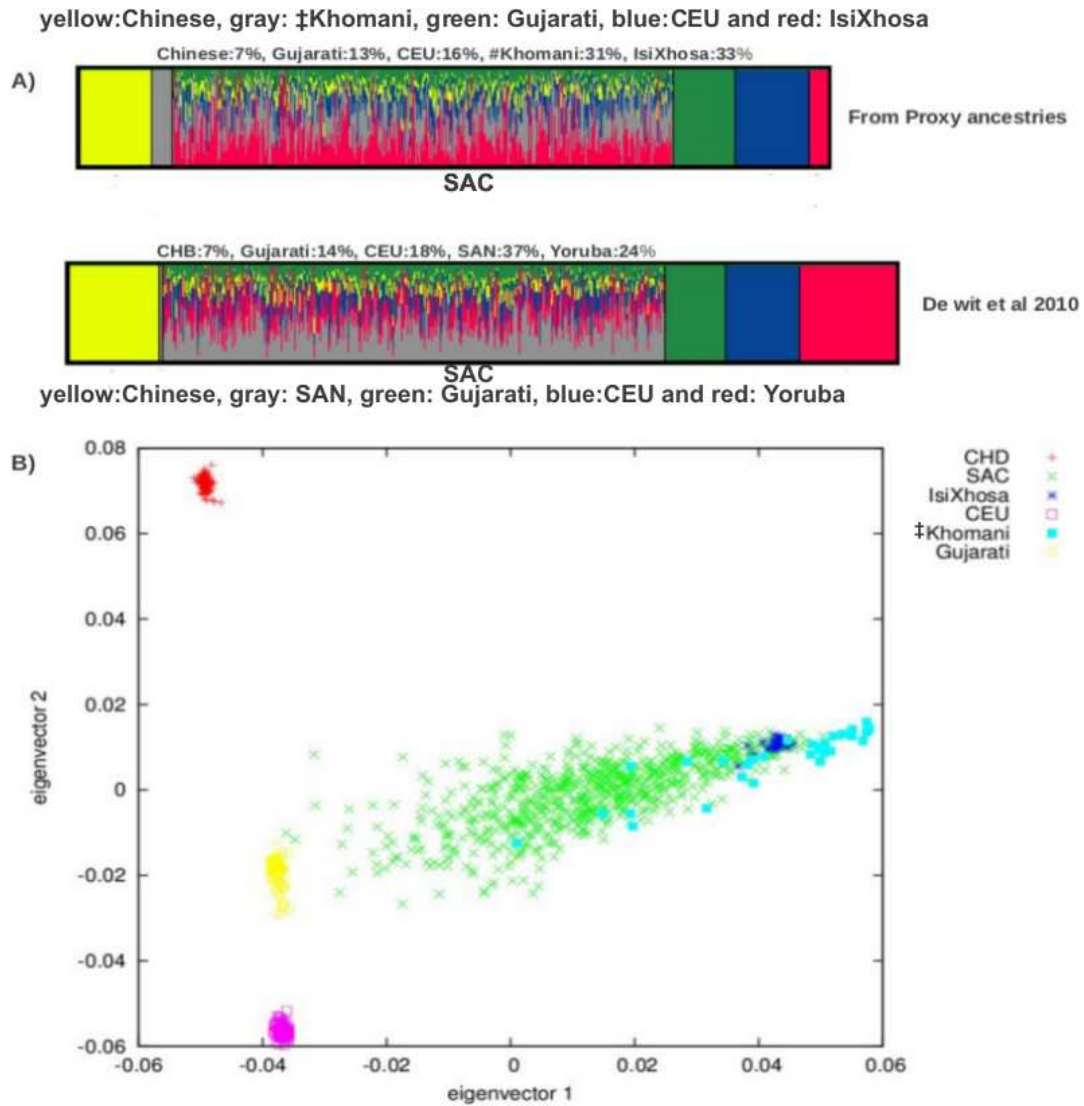 yellow:Chinese, gray: ‡Khomani, green: Gujarati, blue:CEU and red: IsiXhosa
Chinese:7%, Gujarati:13%, CEU:16%, #Khomani:31%, IsiXhosa:33%
A)
From Proxy ancestries
SAC
CHB:7%, Gujarati:14%, CEU:18%, SAN:37%, Yoruba:24%
De wit et al 2010
SAC
yellow:Chinese, gray: SAN, green: Gujarati, blue:CEU and red: Yoruba
B)
CHD
SAC
IsiXhosa
CEU
‡Khomani
Gujarati
0.08
0.06
0.04
0.02
0
-0.02
-0.04
-0.06
eigenvector 2
-0.06
-0.04
-0.02
0
0.02
0.04
0.06
eigenvector 1